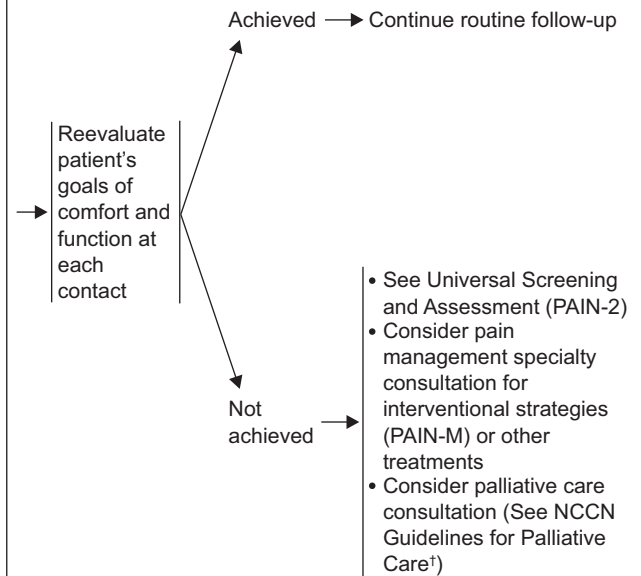 Achieved
Continue routine follow-up
Reevaluate
patient's
goals of
comfort and
function at
each
contact
Not
achieved
• See Universal Screening
and Assessment (PAIN-2)
• Consider pain
management specialty
consultation for
interventional strategies
(PAIN-M) or other
treatments
• Consider palliative care
consultation (See NCCN
Guidelines for Palliative
Care†)